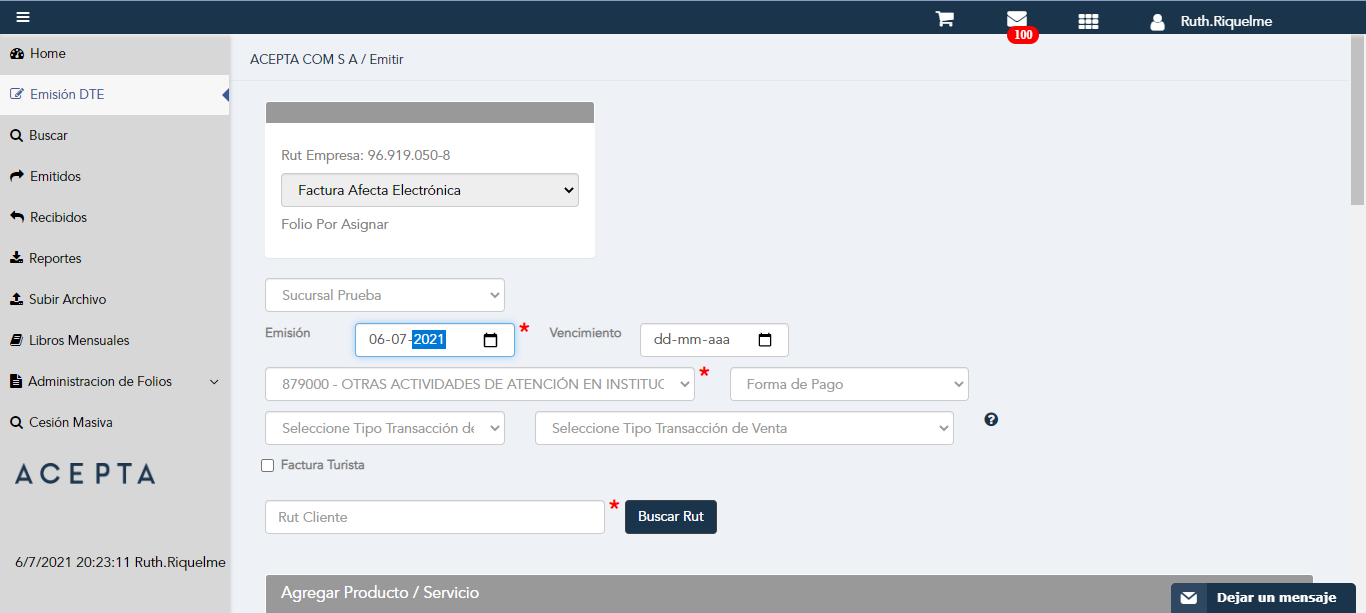 100
Ruth.Riquelme
Home
Emisión DTE
Buscar
Emitidos
Recibidos
Reportes
Subir Archivo
Libros Mensuales
Administracion de Folios
Cesión Masiva
ACEPTA
6/7/2021 20:23:11 Ruth.Riquelme
ACEPTA COM S A / Emitir
Rut Empresa: 96.919.050-8
Factura Afecta Electrónica
Folio Por Asignar
Sucursal Prueba
Emisión 06-07-2021 * Vencimiento dd-mm-aaa
879000 - OTRAS ACTIVIDADES DE ATENCIÓN EN INSTITUC * Forma de Pago
Seleccione Tipo Transacción de Seleccione Tipo Transacción de Venta ?
Factura Turista
Rut Cliente * Buscar Rut
Agregar Producto / Servicio
Dejar un mensaje